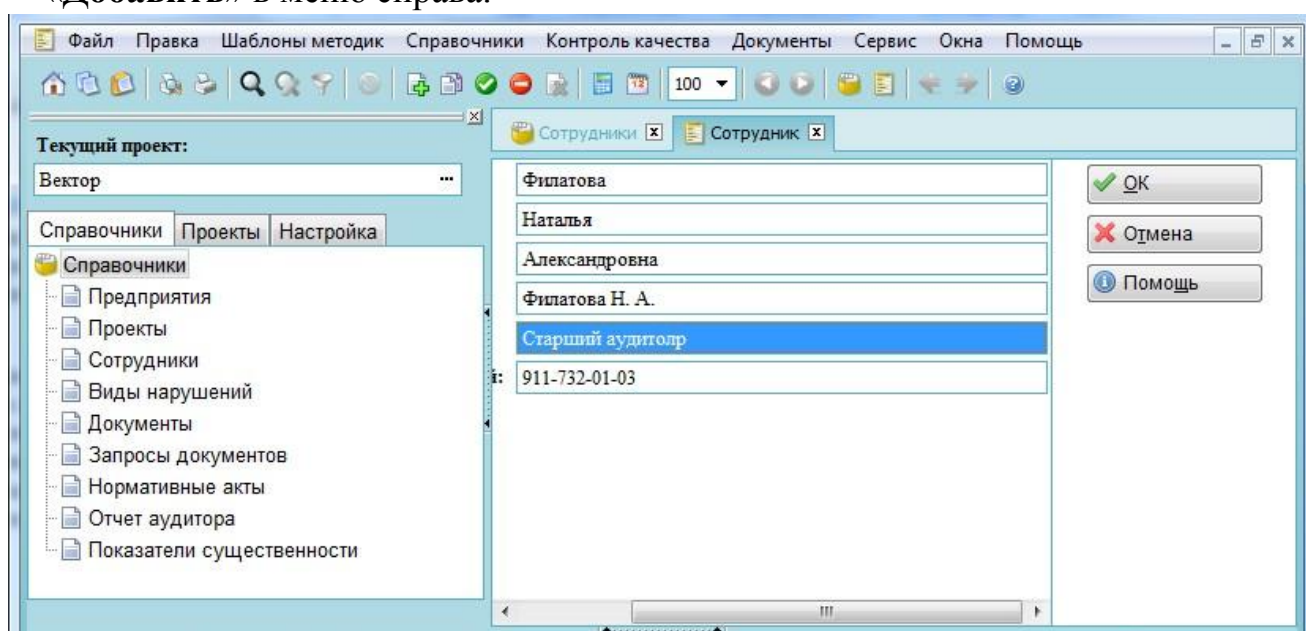 «Добавить» в меню справа.
Файл Правка Шаблоны методик Справочники Контроль качества Документы Сервис Окна Помощь
100
Текущий проект:
Вектор ...
Справочники Проекты Настройка
Справочники
Предприятия
Проекты
Сотрудники
Виды нарушений
Документы
Запросы документов
Нормативные акты
Отчет аудитора
Показатели существенности
Сотрудники Сотрудник
Филатова
Наталья
Александровна
Филатова Н. А.
Старший аудитолр
й: 911-732-01-03
OK
Отмена
Помощь